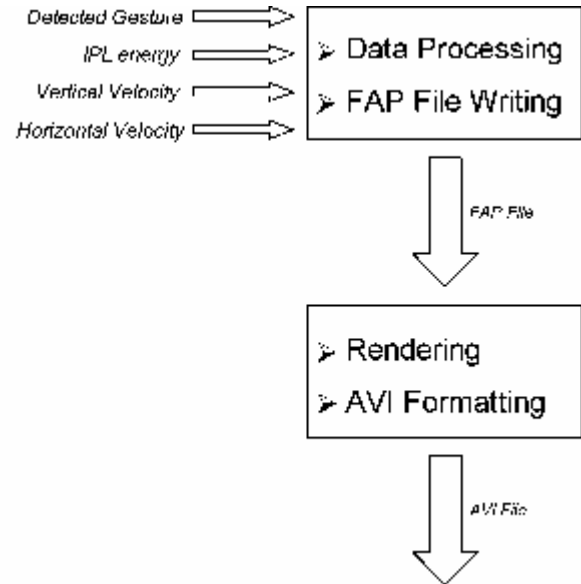 Detected Gesture
IPL energy
Vertical Velocity
Horizontal Velocity
➢ Data Processing
➢ FAP File Writing
FAP File
➢ Rendering
➢ AVI Formatting
AVI File